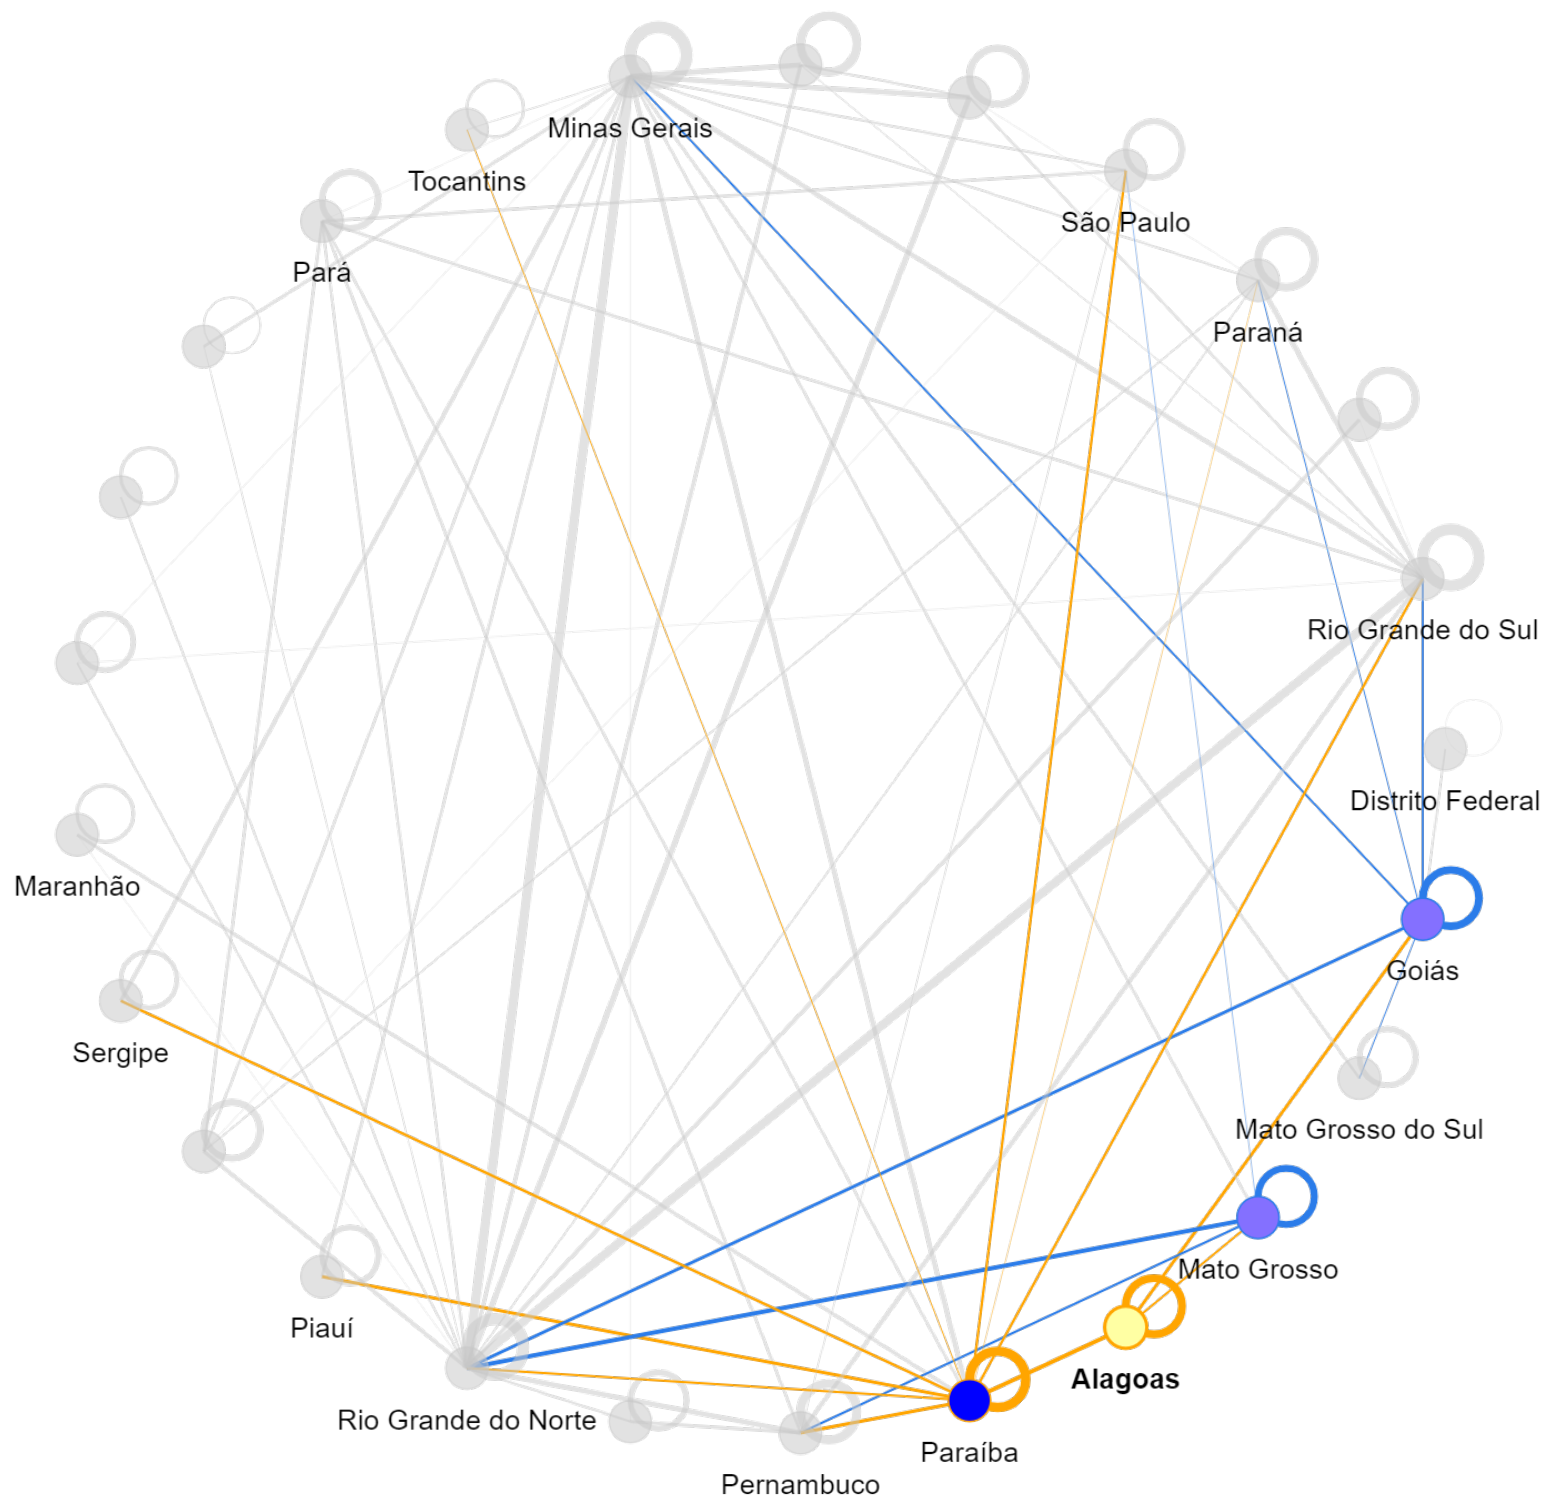 Minas Gerais
Tocantins
São Paulo
Pará
Paraná
Rio Grande do Sul
Distrito Federal
Maranhão
Goiás
Sergipe
Mato Grosso do Sul
Mato Grosso
Piauí
Alagoas
Rio Grande do Norte
Paraíba
Pernambuco